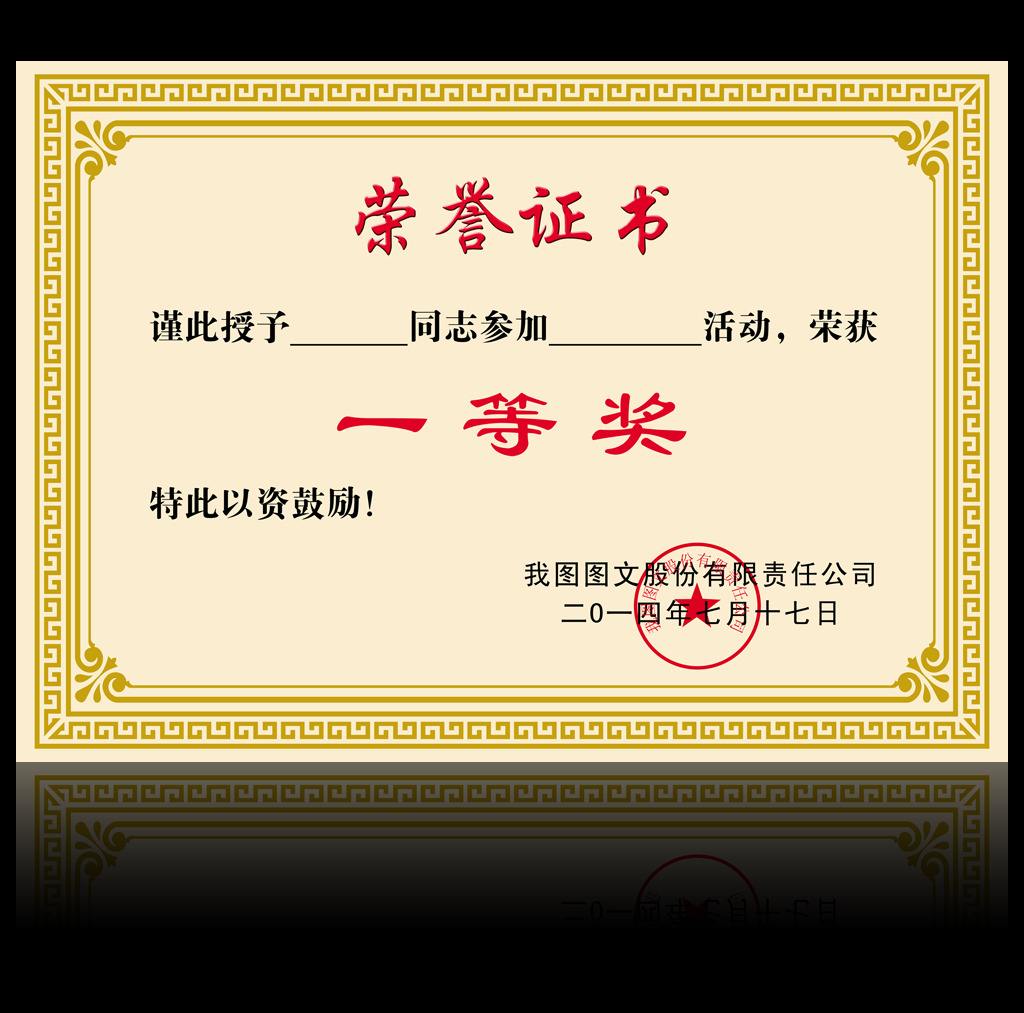 荣誉证书
谨此授予_______同志参加_________活动，荣获
一等奖
特此以资鼓励！
我图图文股份有限责任公司
二0一四年七月十七日
我图图文股份有限责任公司